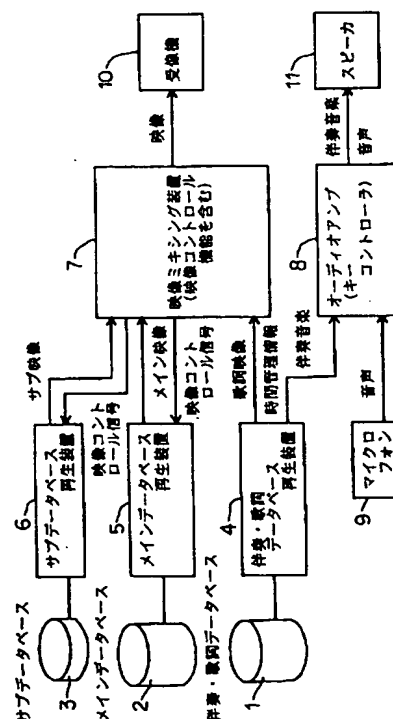 サブデータベース
3
6
サブデータベース
再生装置
サブ映像
映像コント
ロール信号
メインデータベース
2
5
メインデータベース
再生装置
メイン映像
映像コント
ロール信号
伴奏・歌詞データベース
1
4
伴奏・歌詞
データベース
再生装置
歌詞映像
時間管理情報
伴奏音楽
7
映像ミキシング装置
(映像コントロール
機能を含む)
映像
10
受像機
9
マイクロ
フォン
音声
8
オーディオアンプ
(キー
コントローラ)
伴奏音楽
音声
11
スピーカ